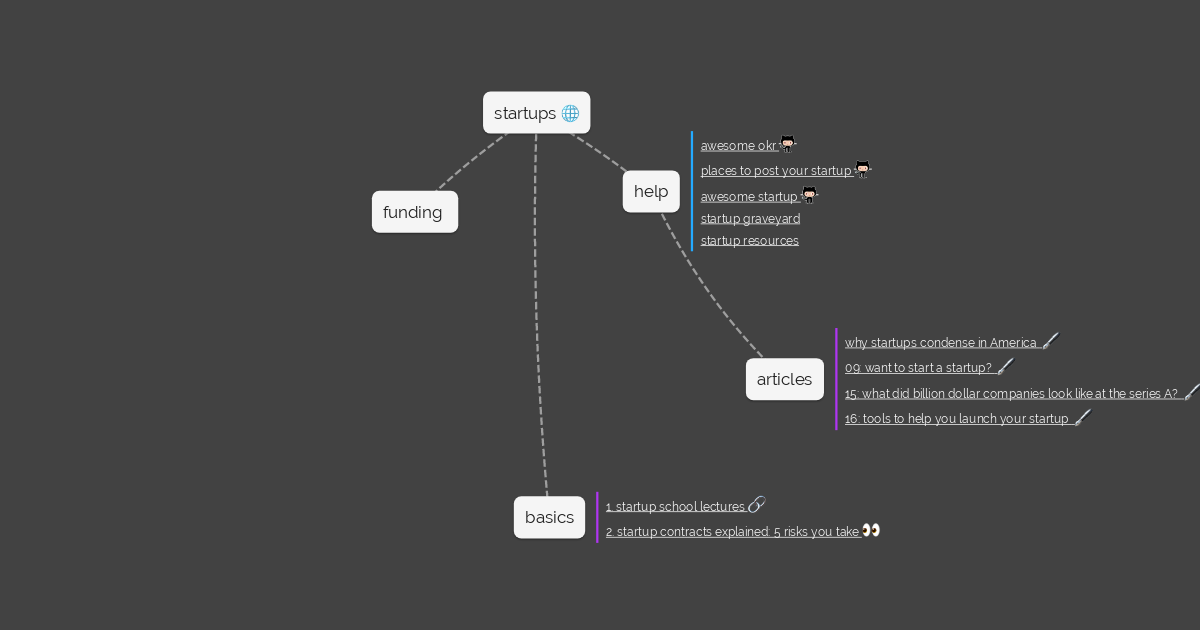 startups
awesome okr
places to post your startup
help
awesome startup
funding
startup graveyard
startup resources
why startups condense in America
09: want to start a startup?
articles
15: what did billion dollar companies look like at the series A?
16: tools to help you launch your startup
1. startup school lectures
basics
2. startup contracts explained: 5 risks you take